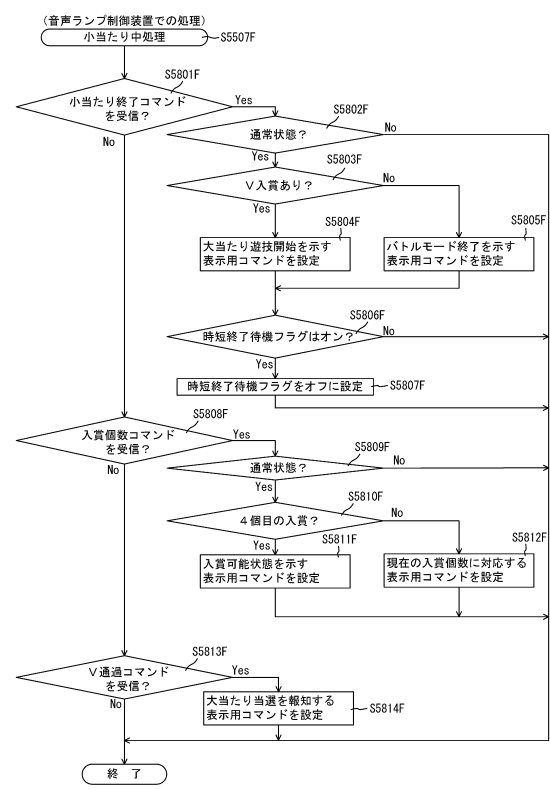 (音声ランプ制御装置での処理)
小当たり中処理
S5507F
S5801F
小当たり終了コマンド
を受信？
Yes
No
S5802F
通常状態？
No
Yes
S5803F
Ｖ入賞あり？
No
Yes
S5804F
大当たり遊技開始を示す
表示用コマンドを設定
S5805F
バトルモード終了を示す
表示用コマンドを設定
S5806F
時短終了待機フラグはオン？
No
Yes
時短終了待機フラグをオフに設定
S5807F
S5808F
入賞個数コマンド
を受信？
Yes
No
S5809F
通常状態？
No
Yes
S5810F
４個目の入賞？
No
Yes
S5811F
入賞可能状態を示す
表示用コマンドを設定
S5812F
現在の入賞個数に対応する
表示用コマンドを設定
S5813F
Ｖ通過コマンド
を受信？
Yes
No
大当たり当選を報知する
表示用コマンドを設定
S5814F
終　了